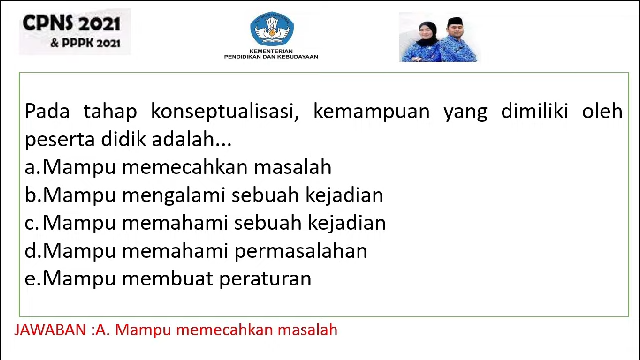 CPNS 2021
& PPPK 2021
KEMENTERIAN
PENDIDIKAN DAN KEBUDAYAAN
Pada tahap konseptualisasi, kemampuan yang dimiliki oleh
peserta didik adalah...
a.Mampu memecahkan masalah
b.Mampu mengalami sebuah kejadian
c.Mampu memahami sebuah kejadian
d.Mampu memahami permasalahan
e.Mampu membuat peraturan
JAWABAN :A. Mampu memecahkan masalah